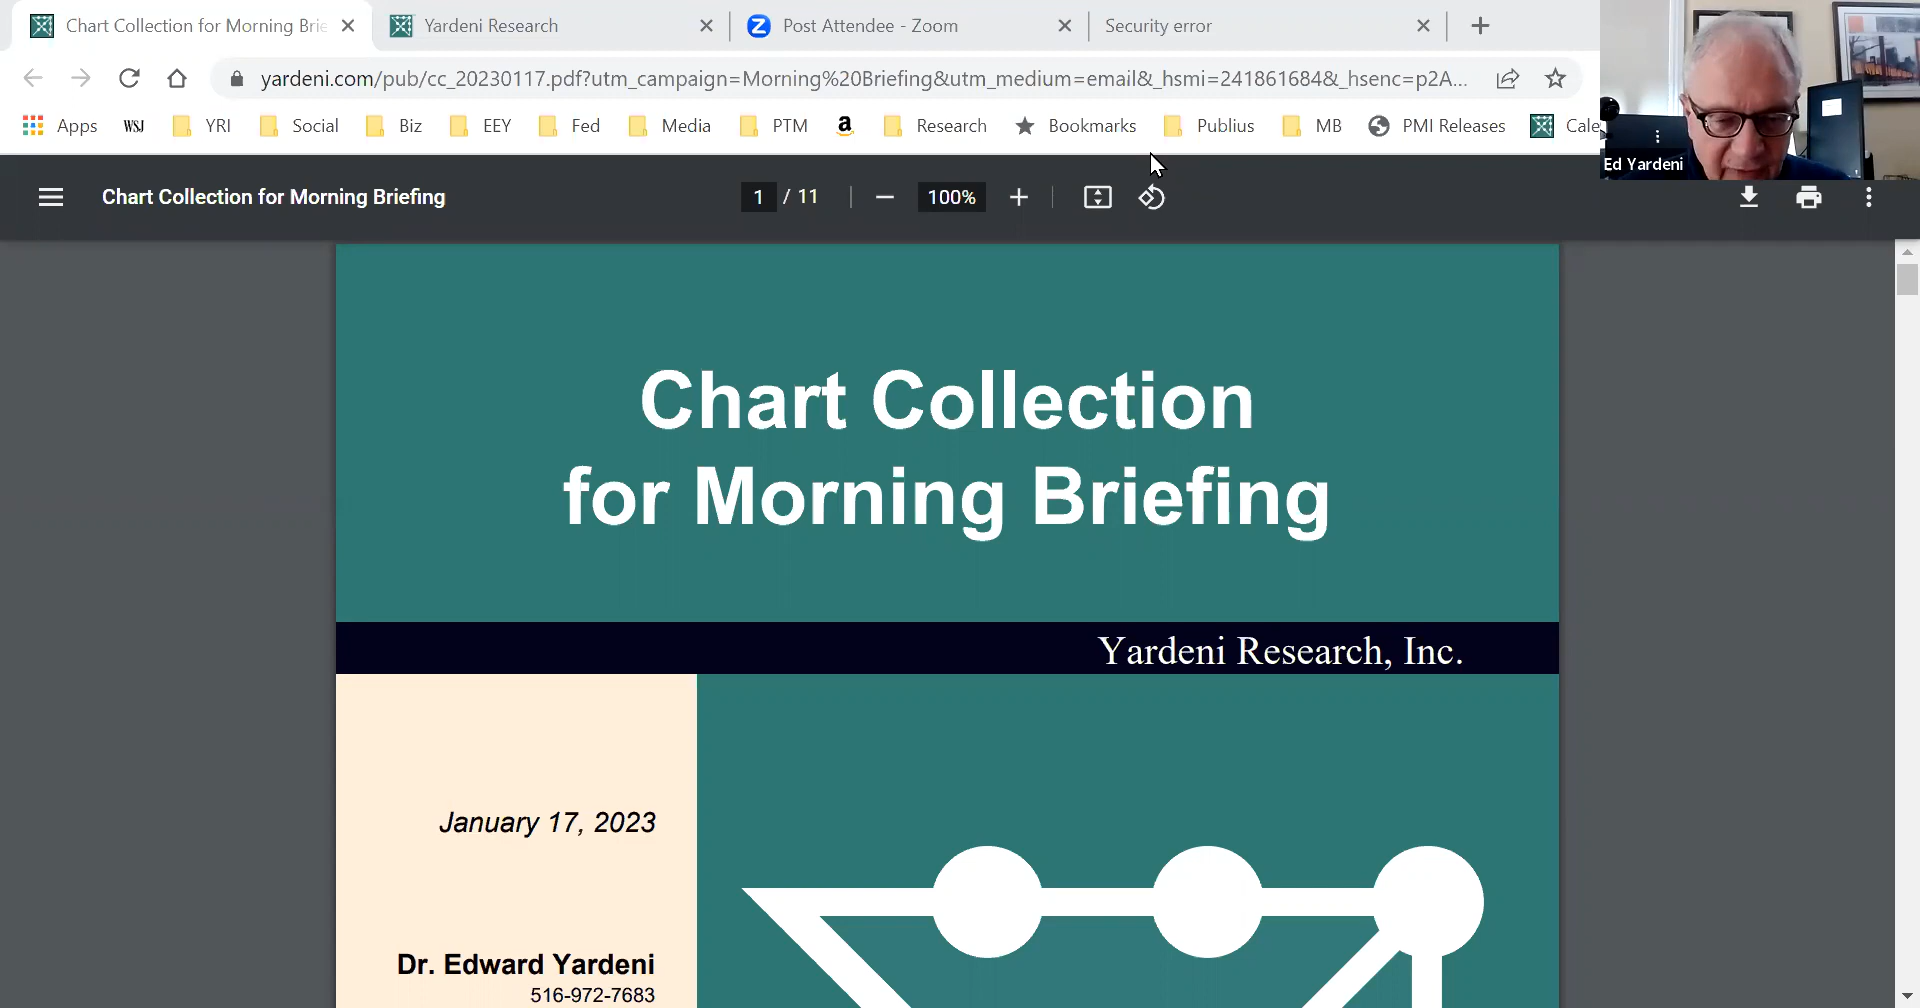 Chart Collection for Morning Brie
Yardeni Research
Post Attendee - Zoom
Security error
yardeni.com/pub/cc_20230117.pdf?utm_campaign=Morning%20Briefing&utm_medium=email&_hsmi=241861684&_hsenc=p2A...
Apps WSJ YRI Social Biz EEY Fed Media PTM a Research Bookmarks Publius MB PMI Releases Cale
Ed Yardeni
Chart Collection for Morning Briefing
1 / 11
100%
Chart Collection
for Morning Briefing
Yardeni Research, Inc.
January 17, 2023
Dr. Edward Yardeni
516-972-7683